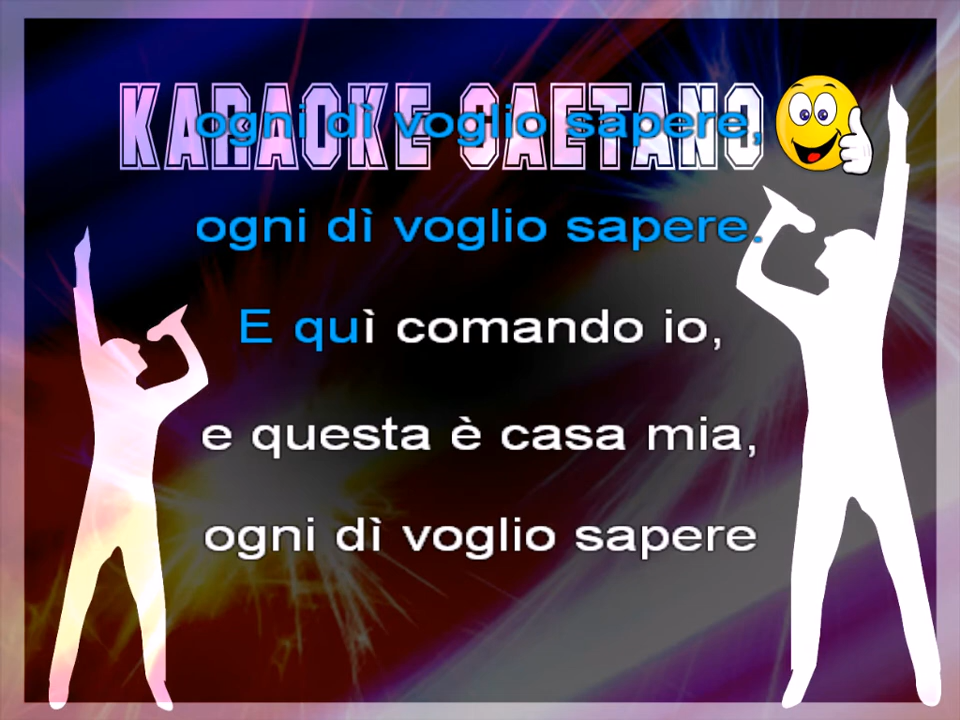 KARAOKE GAETANO
ogni dì voglio sapere,
ogni dì voglio sapere.
E quì comando io,
e questa è casa mia,
ogni dì voglio sapere